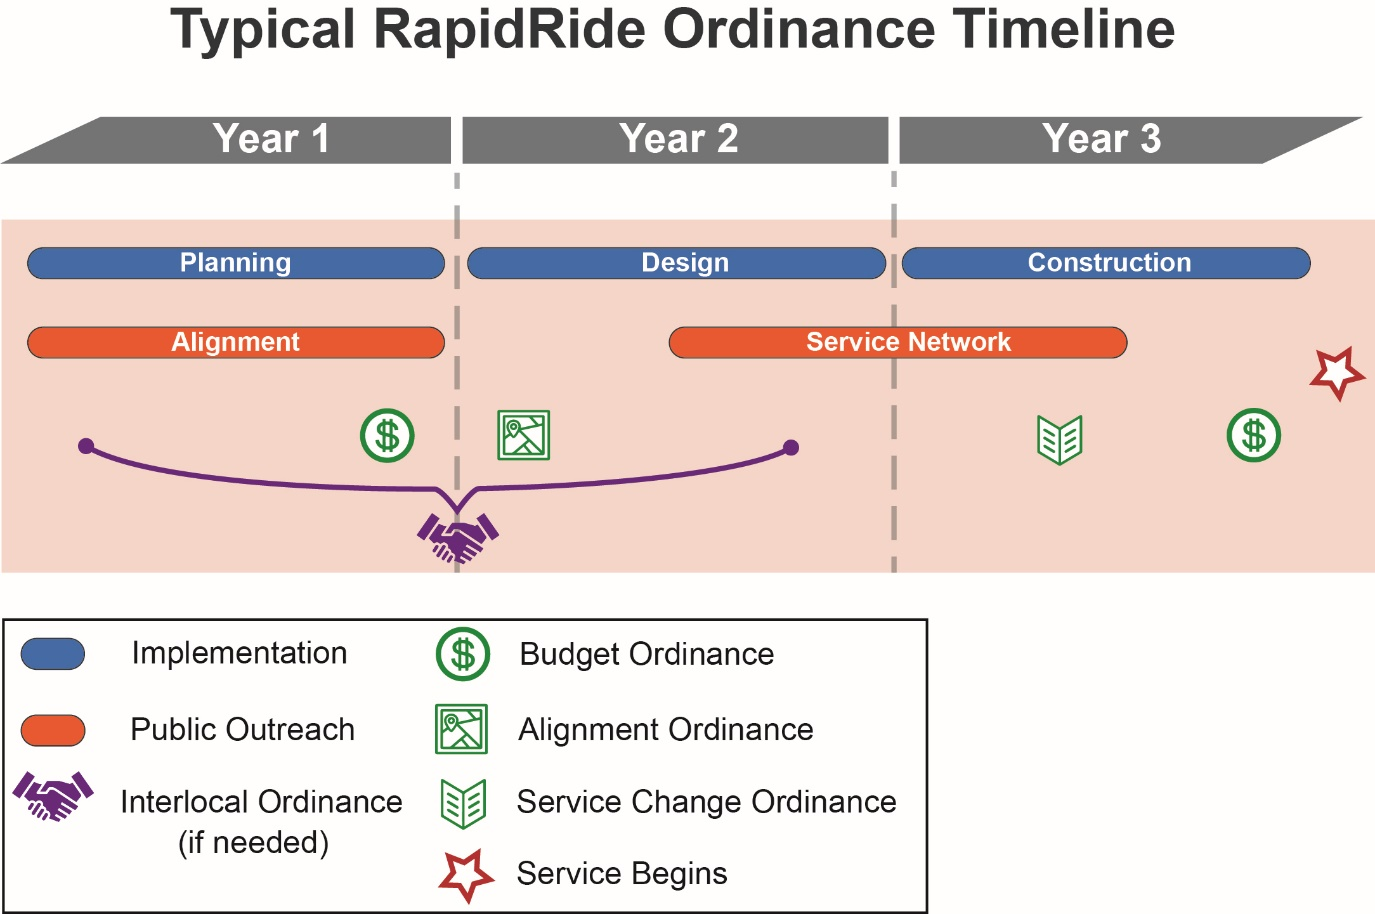 Typical RapidRide Ordinance Timeline
Year 1
Year 2
Year 3
Planning
Design
Construction
Alignment
Service Network
$
$
Implementation
$
Budget Ordinance
Public Outreach
Alignment Ordinance
Interlocal Ordinance
(if needed)
Service Change Ordinance
Service Begins